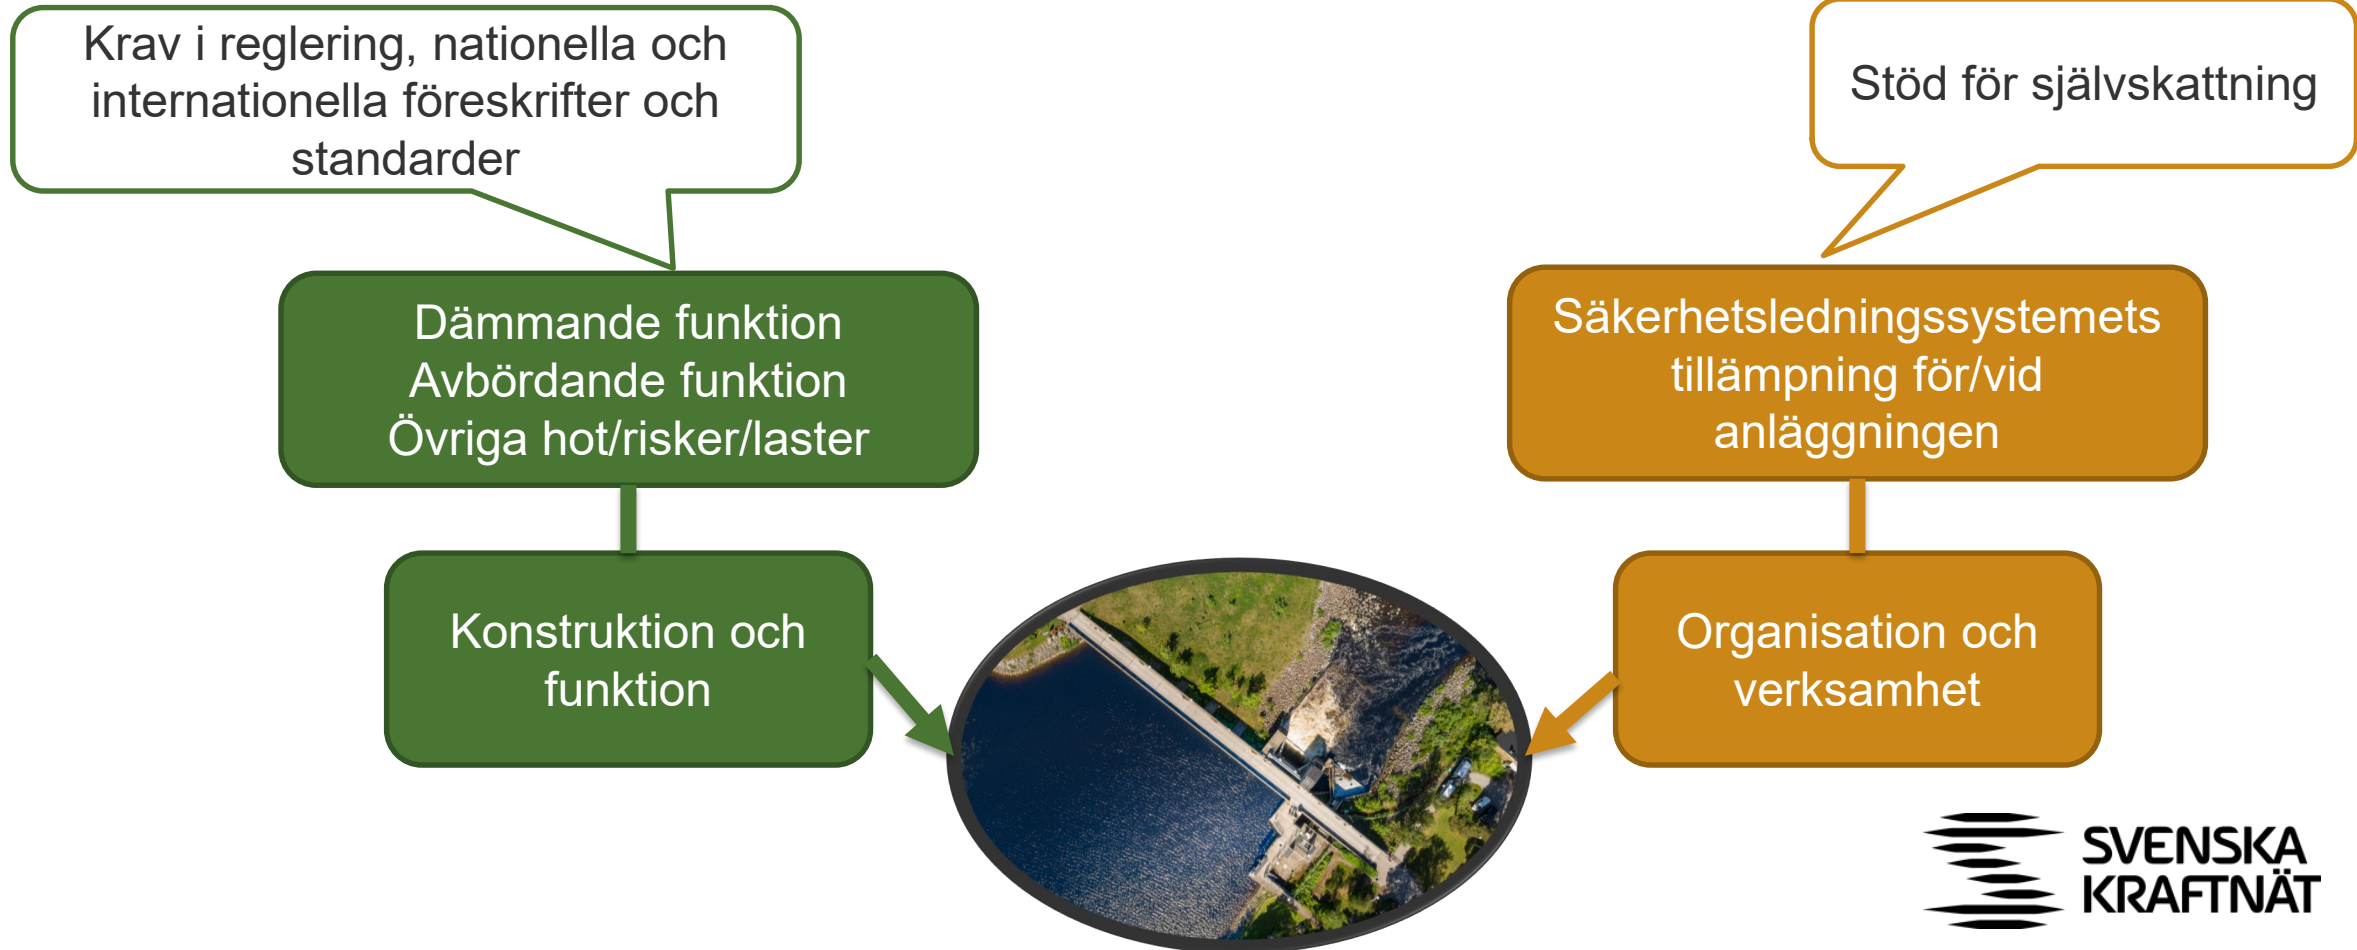 Krav i reglering, nationella och
internationella föreskrifter och
standarder
Stöd för självskattning
Dämmande funktion
Avbördande funktion
Övriga hot/risker/laster
Säkerhetsledningssystemets
tillämpning för/vid
anläggningen
Konstruktion och
funktion
Organisation och
verksamhet
SVENSKA
KRAFTNÄT